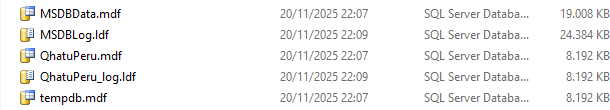 MSDBData.mdf 20/11/2025 22:07 SQL Server Databa... 19.008 KB
MSDBLog.ldf 20/11/2025 22:09 SQL Server Databa... 24.384 KB
QhatuPeru.mdf 20/11/2025 22:07 SQL Server Databa... 8.192 KB
QhatuPeru_log.ldf 20/11/2025 22:09 SQL Server Databa... 8.192 KB
tempdb.mdf 20/11/2025 22:07 SQL Server Databa... 8.192 KB